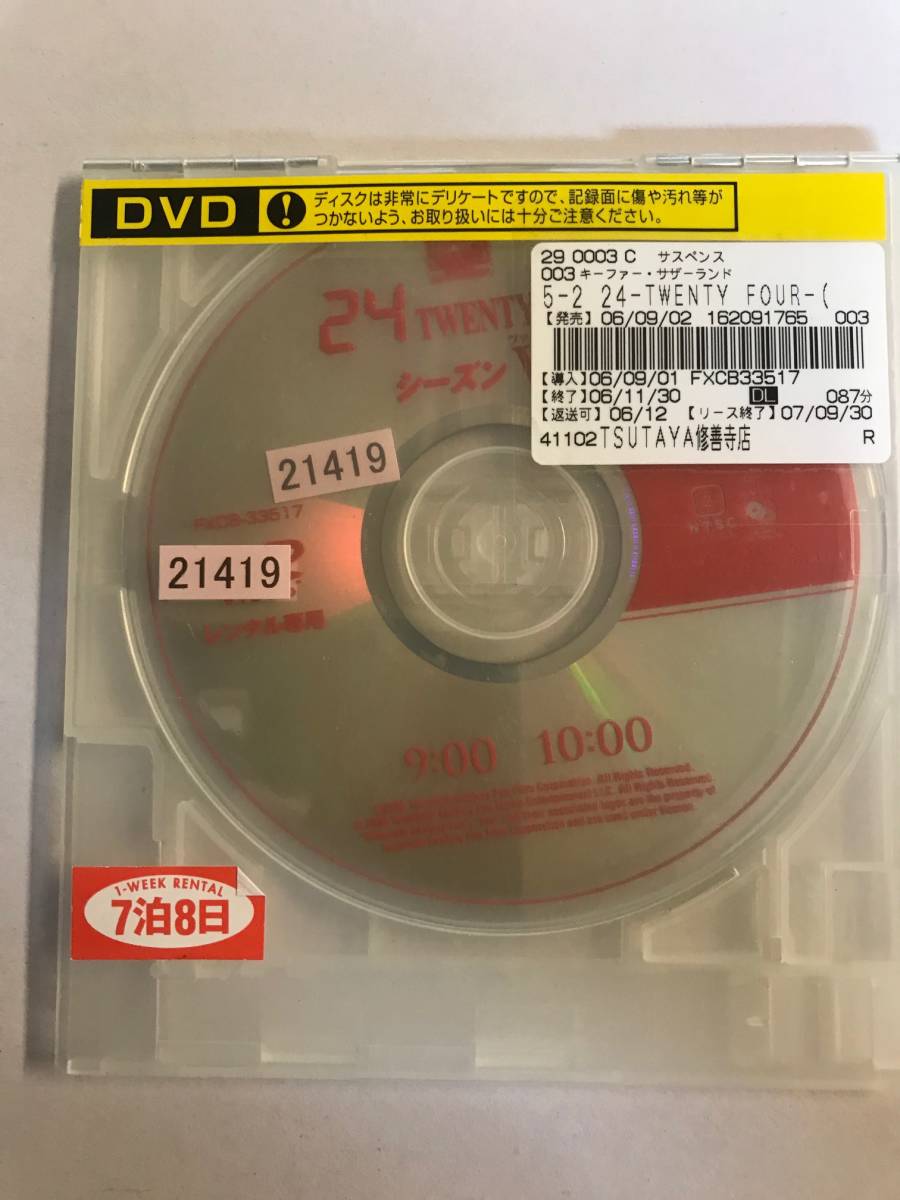 DVD
ディスクは非常にデリケートですので、記録面に傷や汚れ等が
つかないよう、お取り扱いには十分ご注意ください。
29 0003 C サスペンス
003 キーファー・サザーランド
5-2 24-TWENTY FOUR-(
【発売】06/09/02 162091765 003
【導入】06/09/01 FXCB33517
【終了】06/11/30 DL 087分
【返送可】06/12 【リース終了】07/09/30
41102TSUTAYA修善寺店 R
24 TWENTY
シーズン
21419
FXCB-33517
NTSC
21419
レンタル専用
9:00 10:00
1-WEEK RENTAL
7泊8日